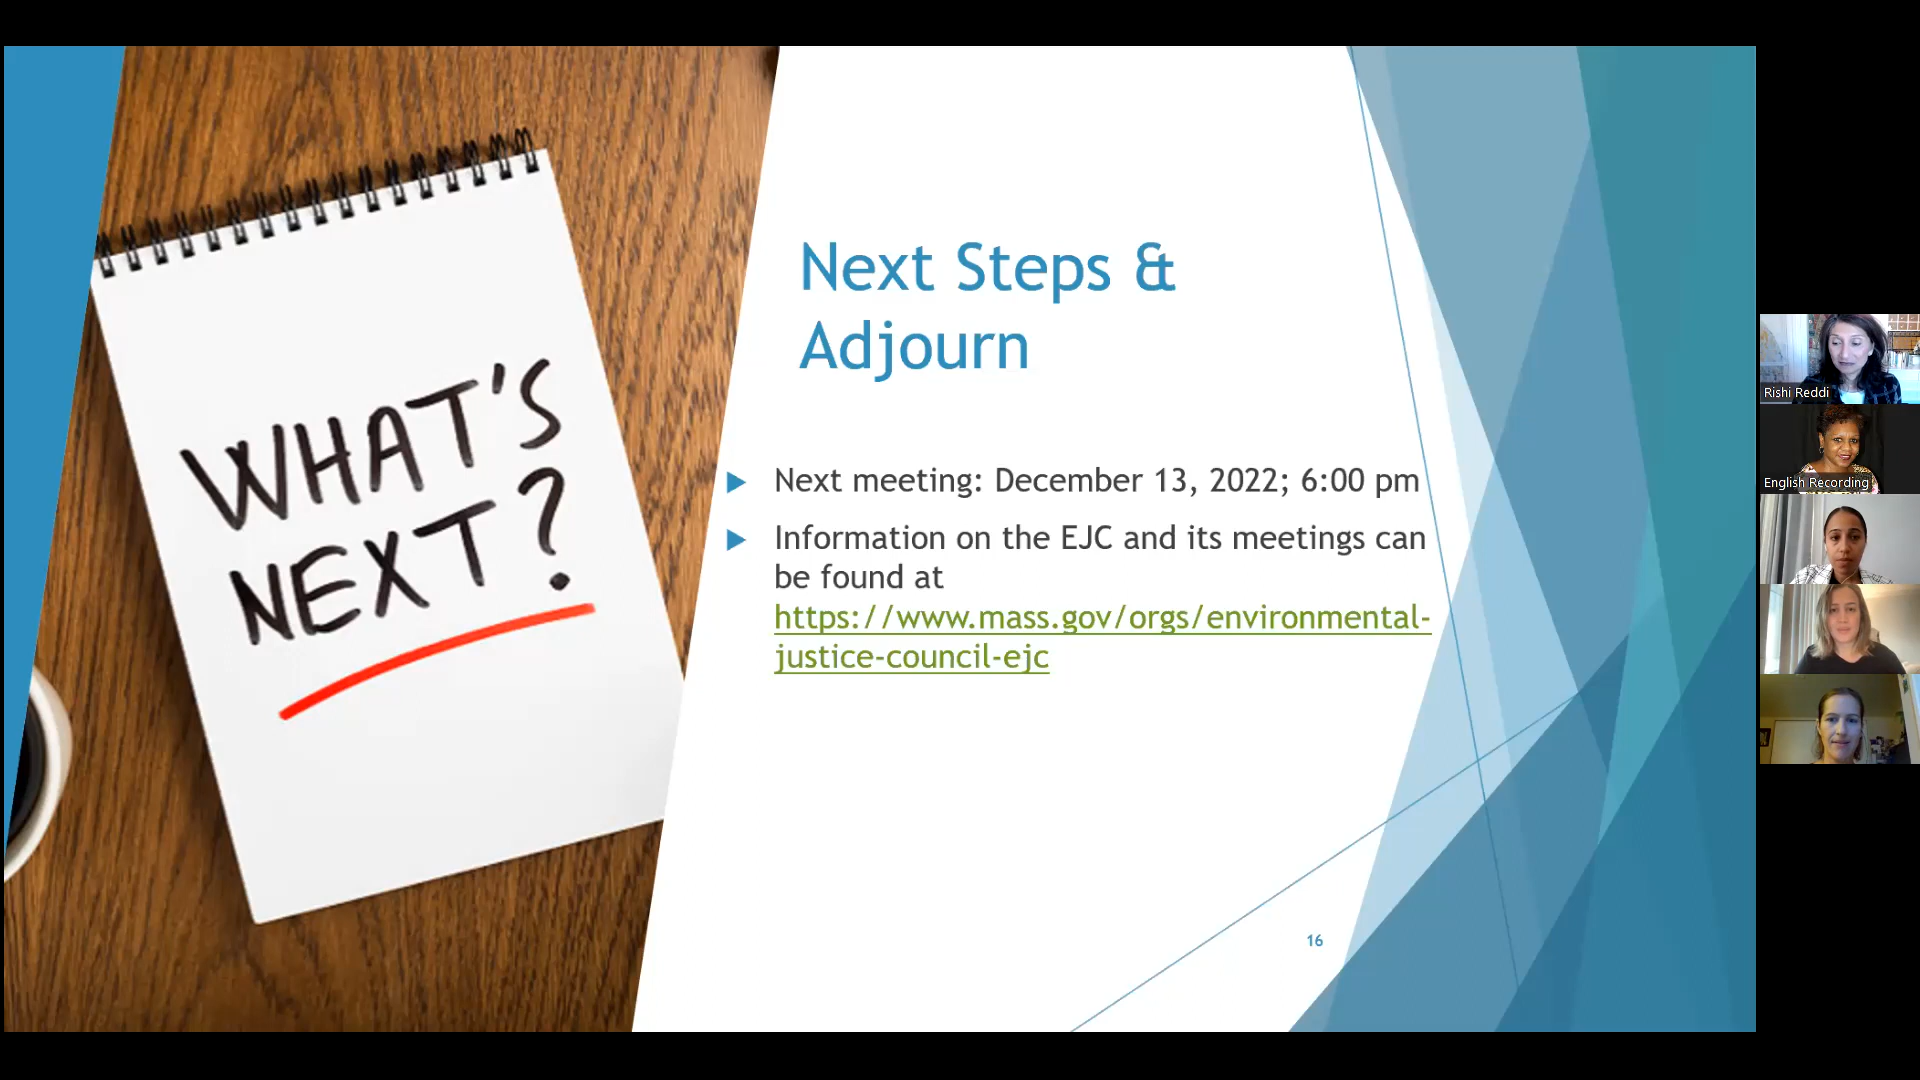 WHAT'S
NEXT?
Next Steps &
Adjourn
Next meeting: December 13, 2022; 6:00 pm
Information on the EJC and its meetings can
be found at
https://www.mass.gov/orgs/environmental-
justice-council-ejc
16
Rishi Reddi
English Recording